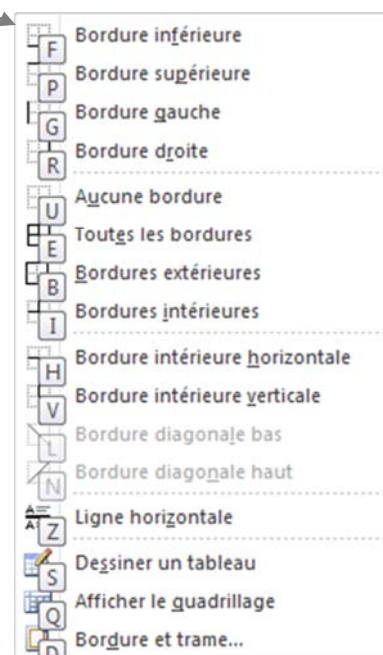 F Bordure inférieure
P Bordure supérieure
G Bordure gauche
R Bordure droite
U Aucune bordure
E Toutes les bordures
B Bordures extérieures
I Bordures intérieures
H Bordure intérieure horizontale
V Bordure intérieure verticale
L Bordure diagonale bas
N Bordure diagonale haut
Z Ligne horizontale
S Dessiner un tableau
Q Afficher le quadrillage
D Bordure et trame...